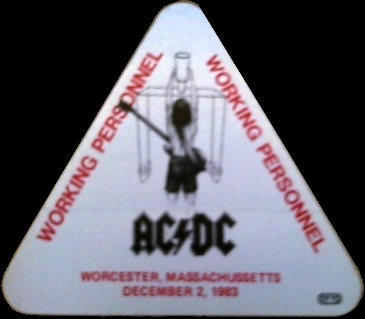 WORKING PERSONNEL
WORKING PERSONNEL
AC⚡DC
WORCESTER, MASSACHUSSETTS
DECEMBER 2, 1983